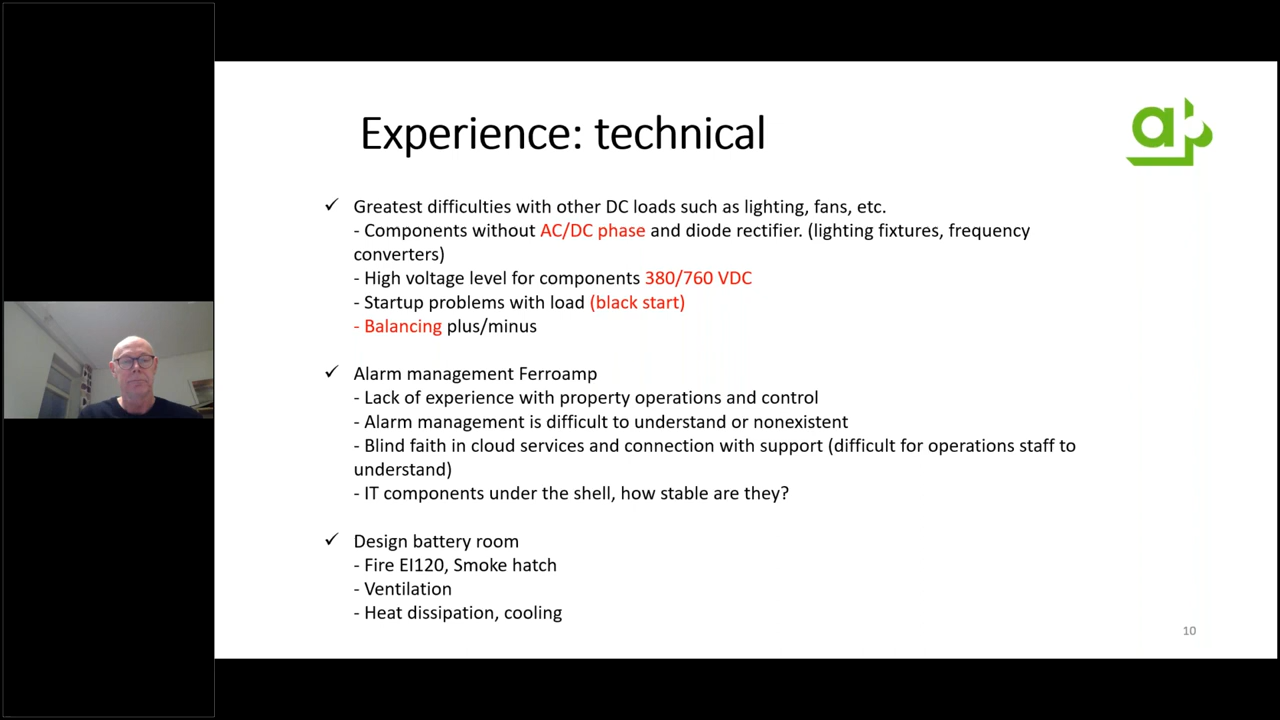 Experience: technical
✓ Greatest difficulties with other DC loads such as lighting, fans, etc.
- Components without AC/DC phase and diode rectifier. (lighting fixtures, frequency
converters)
- High voltage level for components 380/760 VDC
- Startup problems with load (black start)
- Balancing plus/minus
✓ Alarm management Ferroamp
- Lack of experience with property operations and control
- Alarm management is difficult to understand or nonexistent
- Blind faith in cloud services and connection with support (difficult for operations staff to
understand)
- IT components under the shell, how stable are they?
✓ Design battery room
- Fire EI120, Smoke hatch
- Ventilation
- Heat dissipation, cooling
10